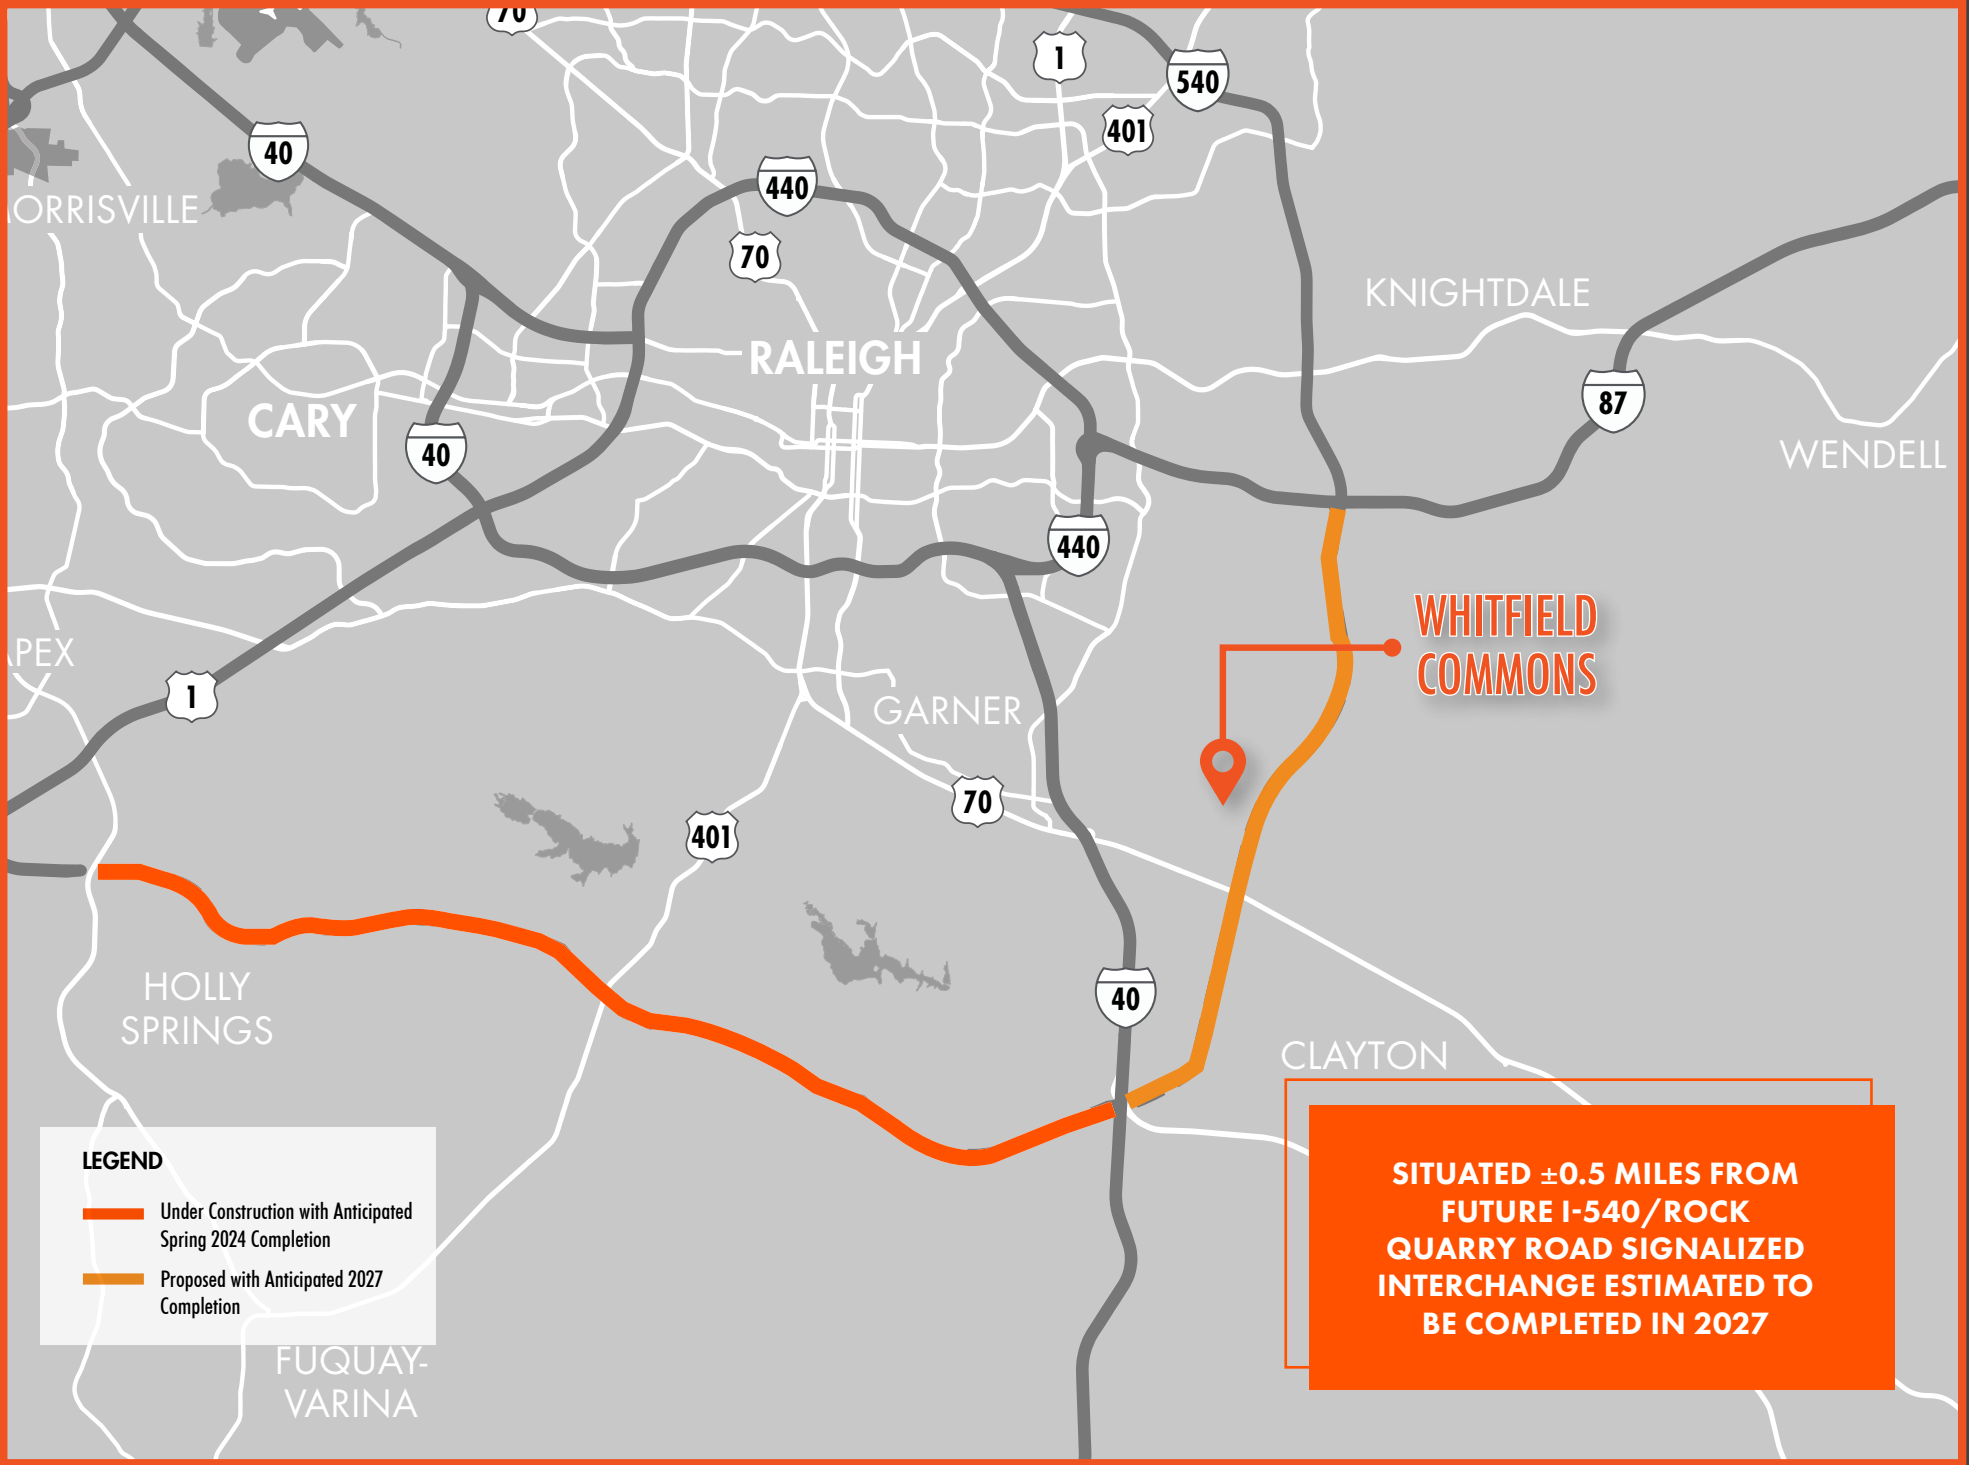 70
1
540
401
40
440
ORRISVILLE
70
KNIGHTDALE
RALEIGH
87
CARY
40
WENDELL
440
WHITFIELD
COMMONS
PEX
1
GARNER
70
401
HOLLY
SPRINGS
40
CLAYTON
LEGEND
Under Construction with Anticipated
Spring 2024 Completion
Proposed with Anticipated 2027
Completion
SITUATED ±0.5 MILES FROM
FUTURE I-540/ROCK
QUARRY ROAD SIGNALIZED
INTERCHANGE ESTIMATED TO
BE COMPLETED IN 2027
FUQUAY-
VARINA